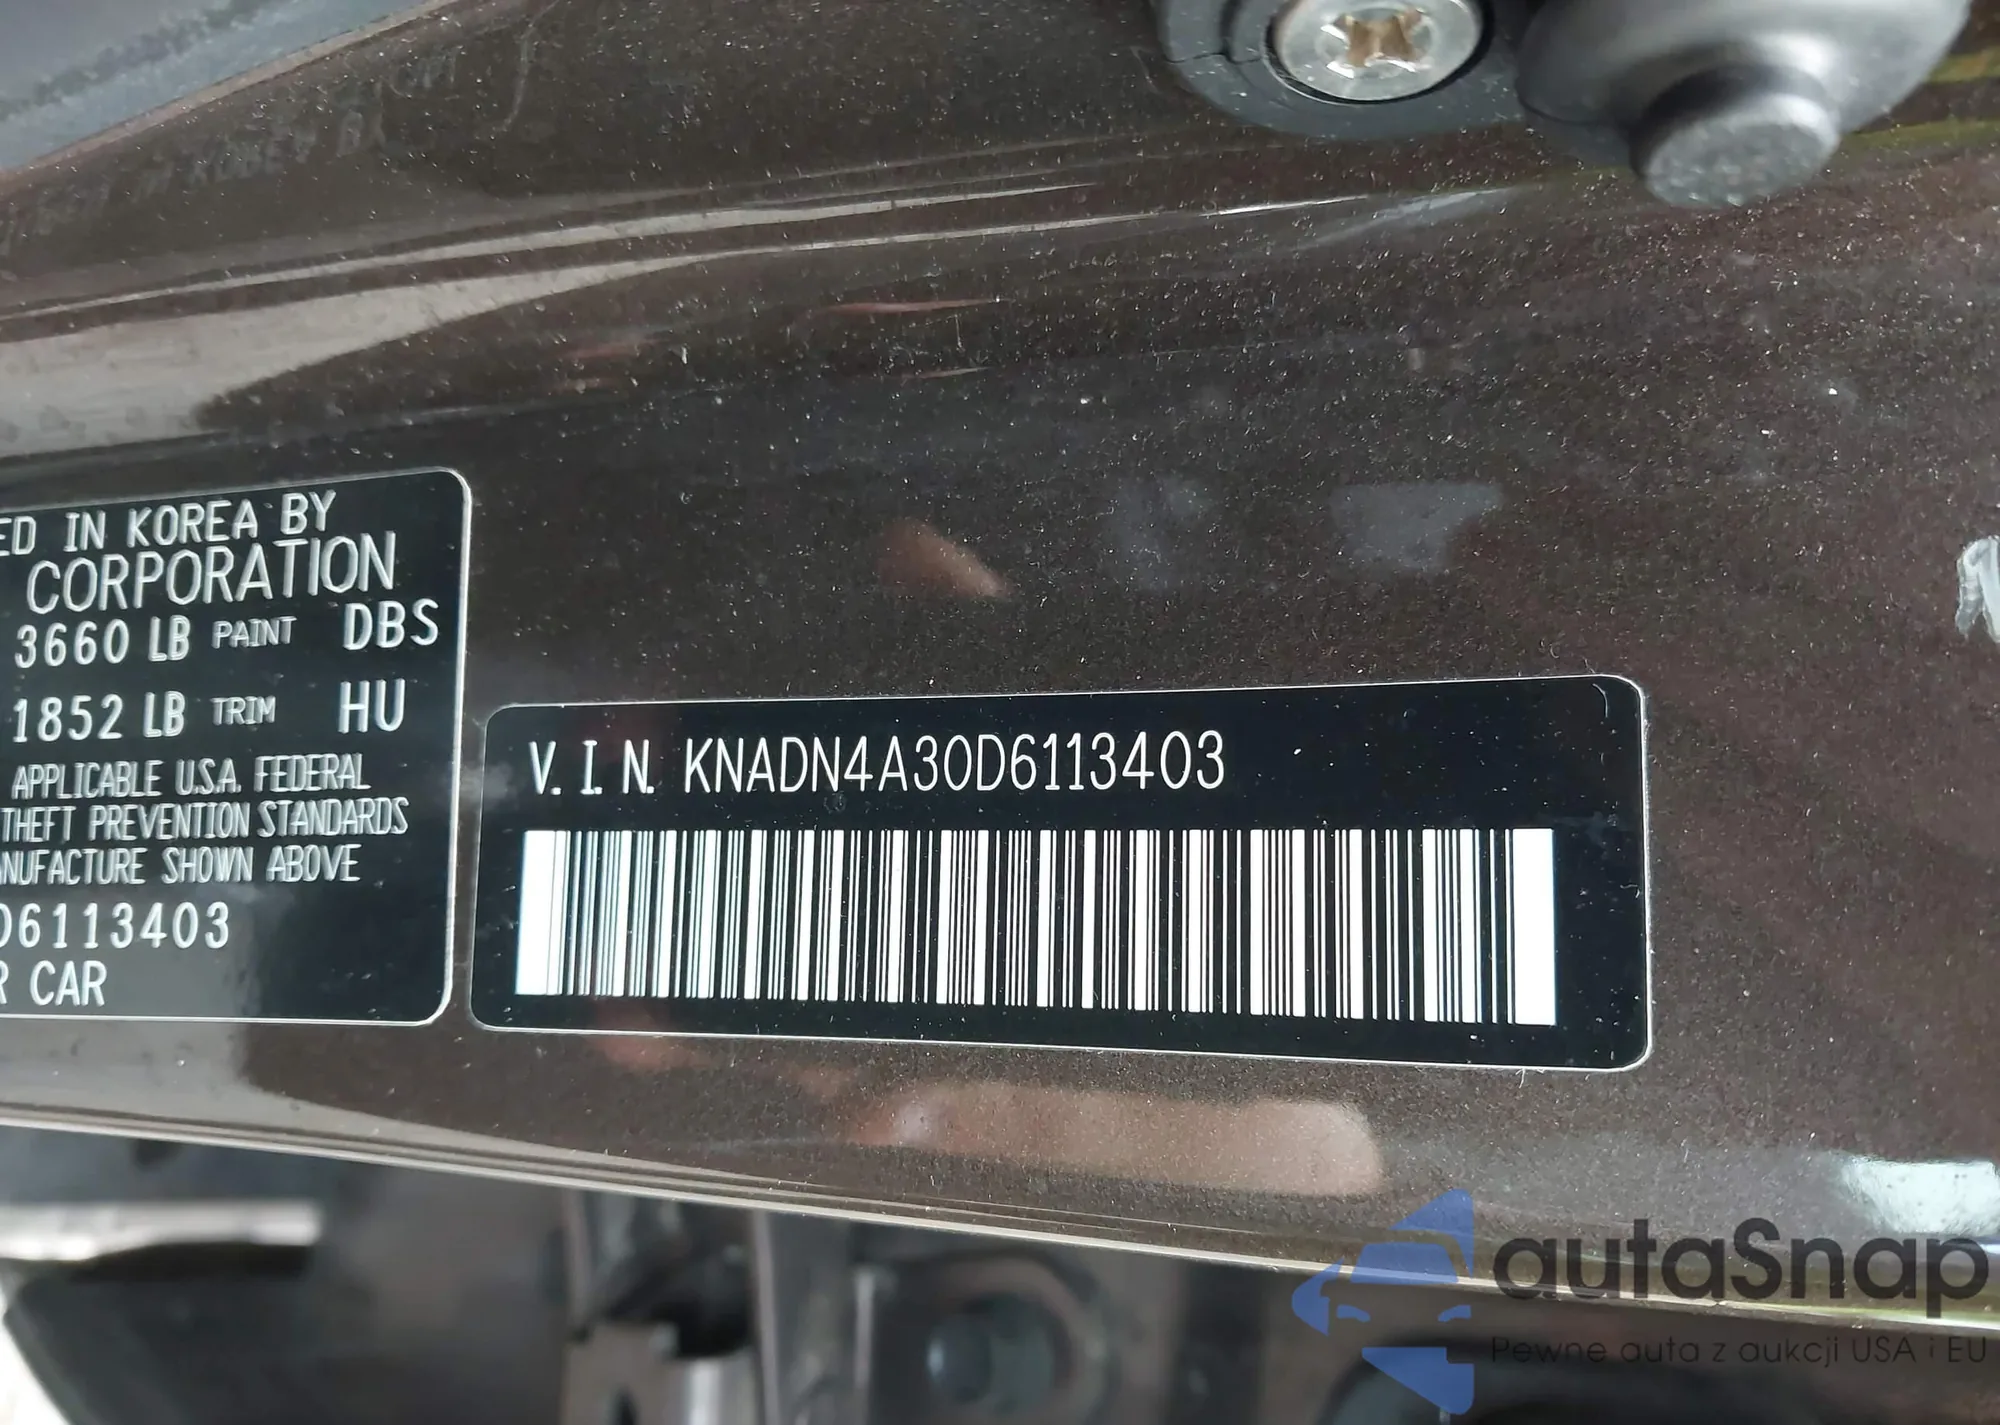 ED IN KOREA BY
CORPORATION
3660 LB PAINT DBS
1852 LB TRIM HU
APPLICABLE U.S.A. FEDERAL
THEFT PREVENTION STANDARDS
ANUFACTURE SHOWN ABOVE
D6113403
R CAR
V. I. N. KNADN4A30D6113403
autaSnap
Pewne auta z aukcji USA i EU